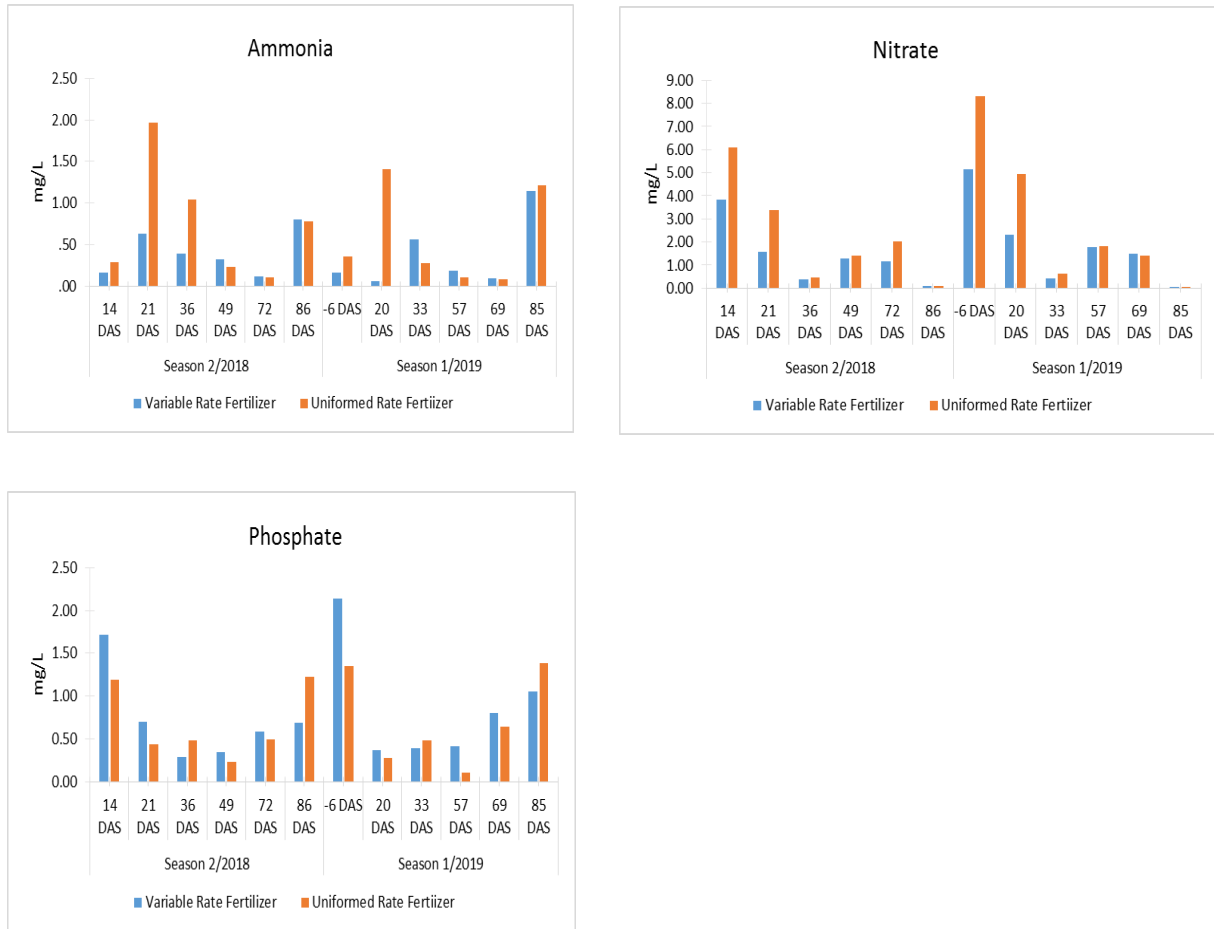 Ammonia
2.50
2.00
1.50
1.00
.50
.00
mg/L
14 21 36 49 72 86 -6 DAS 20 33 57 69 85
DAS DAS DAS DAS DAS DAS DAS DAS DAS DAS DAS
Season 2/2018 Season 1/2019
Variable Rate Fertilizer Uniformed Rate Fertiizer
Nitrate
9.00
8.00
7.00
6.00
5.00
4.00
3.00
2.00
1.00
0.00
mg/L
14 21 36 49 72 86 -6 DAS 20 33 57 69 85
DAS DAS DAS DAS DAS DAS DAS DAS DAS DAS DAS
Season 2/2018 Season 1/2019
Variable Rate Fertilizer Uniformed Rate Fertiizer
Phosphate
2.50
2.00
1.50
1.00
0.50
0.00
mg/L
14 21 36 49 72 86 -6 DAS 20 33 57 69 85
DAS DAS DAS DAS DAS DAS DAS DAS DAS DAS DAS
Season 2/2018 Season 1/2019
Variable Rate Fertilizer Uniformed Rate Fertiizer